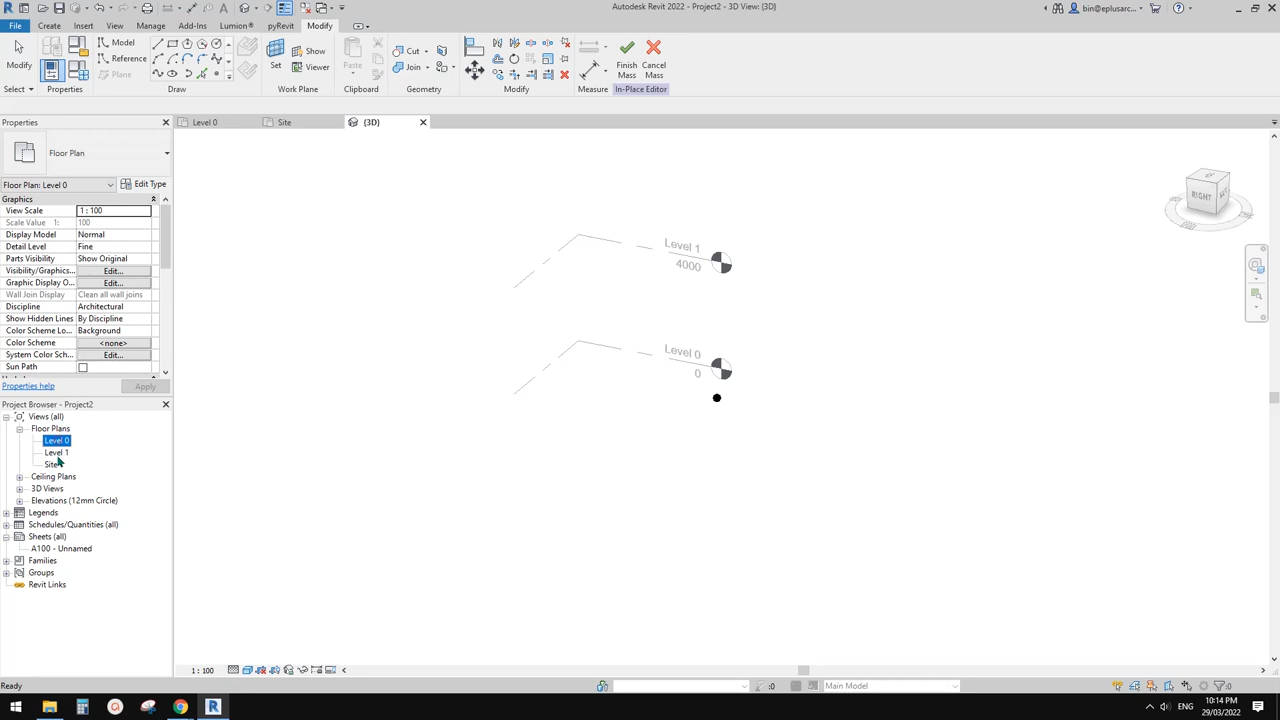 Autodesk Revit 2022 - Project2 - 3D View: {3D}
bin@eplusarc...
File Create Insert View Manage Add-Ins Lumion® pyRevit Modify
Modify
Model
Reference
Plane
Set
Show
Viewer
Paste
Cut
Join
Finish Mass
Cancel Mass
Select Properties Draw Work Plane Clipboard Geometry Modify Measure In-Place Editor
Properties
Level 0
Site
{3D}
Floor Plan
Floor Plan: Level 0
Edit Type
Graphics
View Scale 1 : 100
Scale Value 1: 100
Display Model Normal
Detail Level Fine
Parts Visibility Show Original
Visibility/Graphics... Edit...
Graphic Display O... Edit...
Wall Join Display Clean all wall joins
Discipline Architectural
Show Hidden Lines By Discipline
Color Scheme Lo... Background
Color Scheme <none>
System Color Sch... Edit...
Sun Path
Properties help
Apply
Project Browser - Project2
Views (all)
Floor Plans
Level 0
Level 1
Site
Ceiling Plans
3D Views
Elevations (12mm Circle)
Legends
Schedules/Quantities (all)
Sheets (all)
A100 - Unnamed
Families
Groups
Revit Links
Level 1
4000
Level 0
0
RIGHT
1 : 100
Ready
:0
Main Model
:0
ENG
10:14 PM
29/03/2022